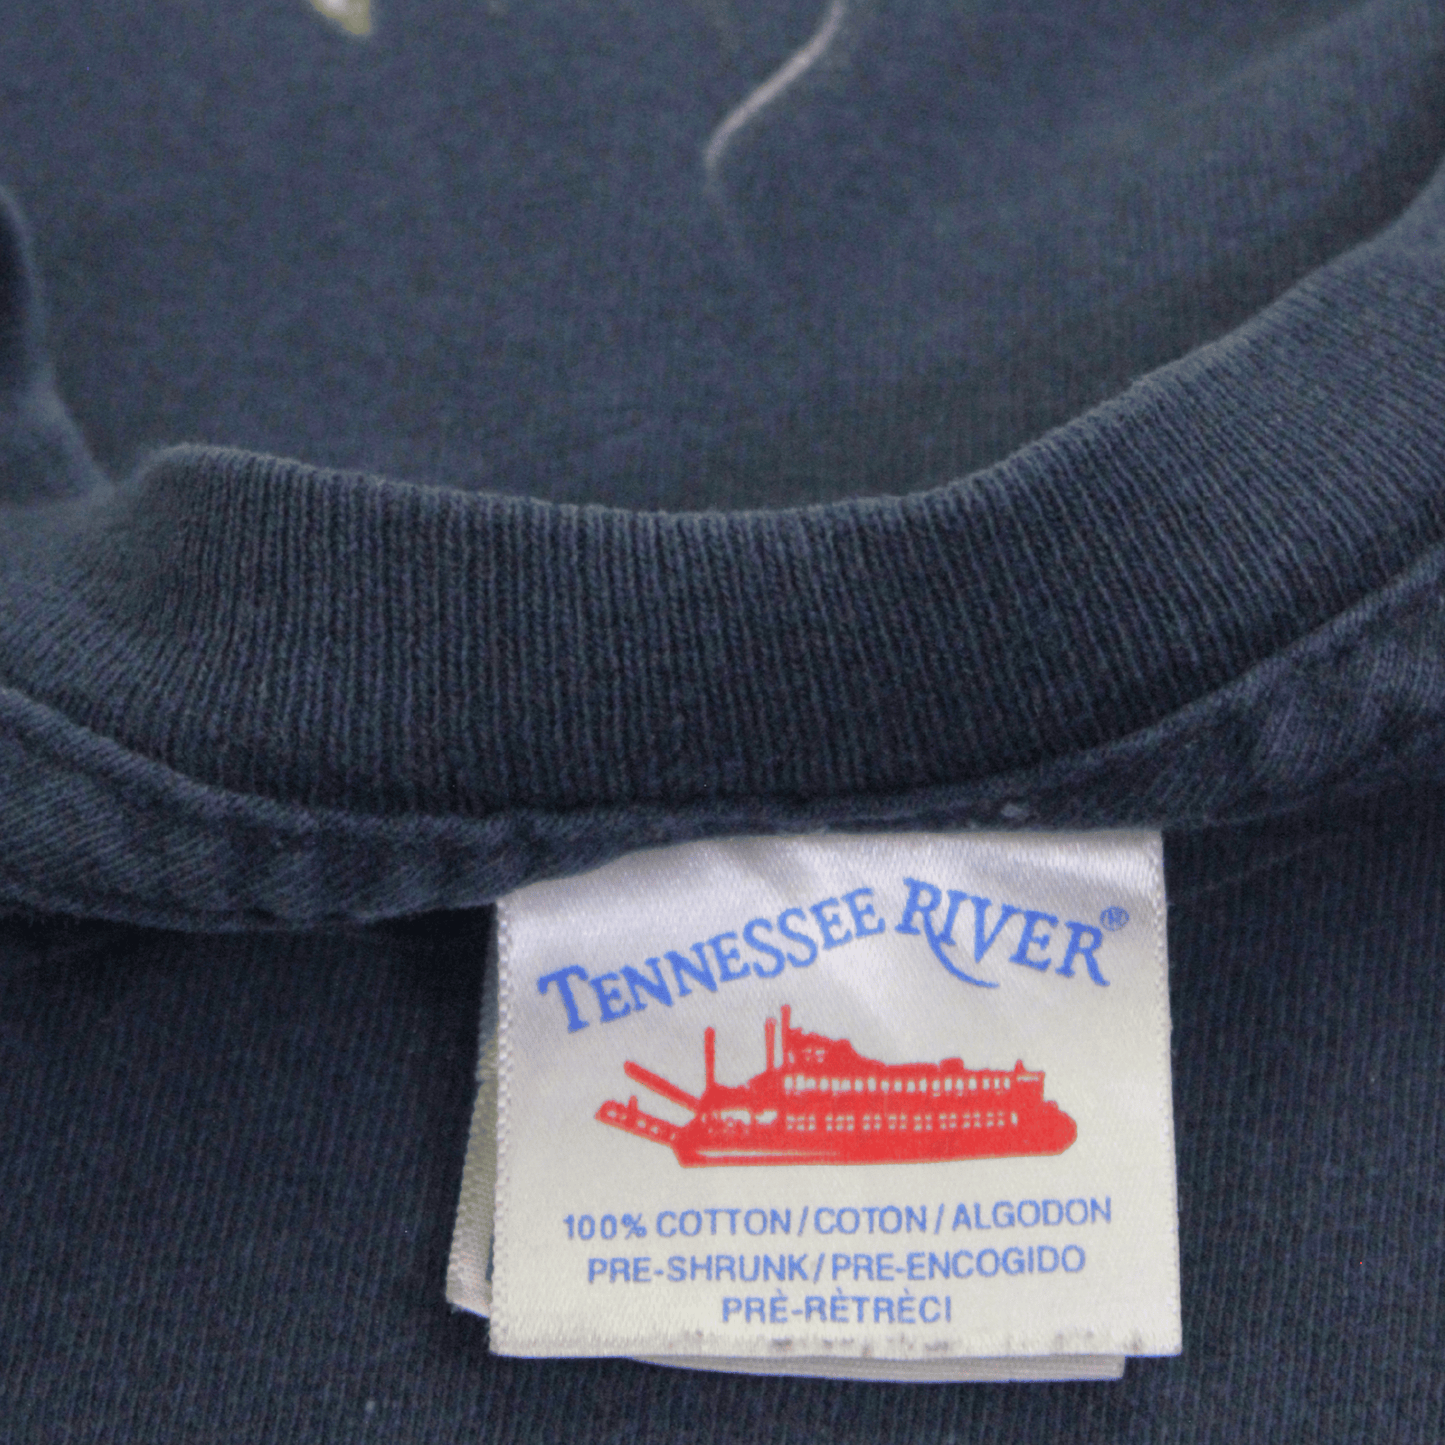 TENNESSEE RIVER®
100% COTTON/COTON/ALGODON
PRE-SHRUNK/PRE-ENCOGIDO
PRÈ-RÈTRÈCI